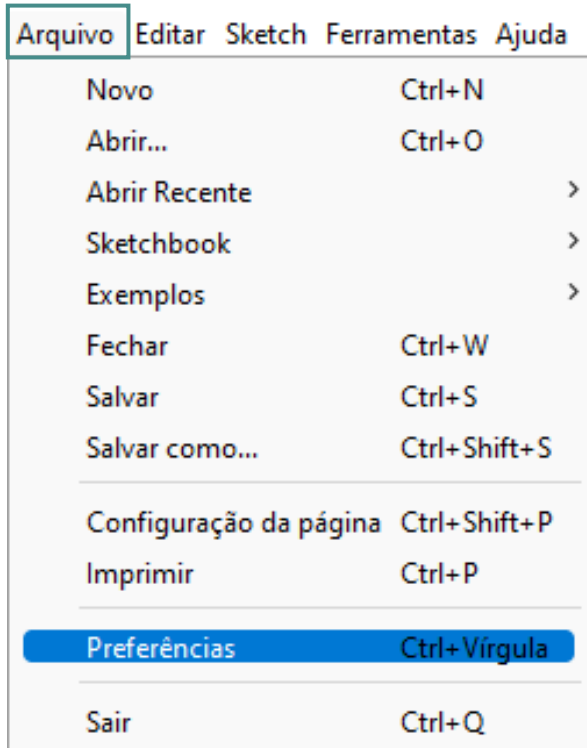 Arquivo Editar Sketch Ferramentas Ajuda
Novo Ctrl+N
Abrir... Ctrl+O
Abrir Recente
Sketchbook
Exemplos
Fechar Ctrl+W
Salvar Ctrl+S
Salvar como... Ctrl+Shift+S
Configuração da página Ctrl+Shift+P
Imprimir Ctrl+P
Preferências Ctrl+Vírgula
Sair Ctrl+Q